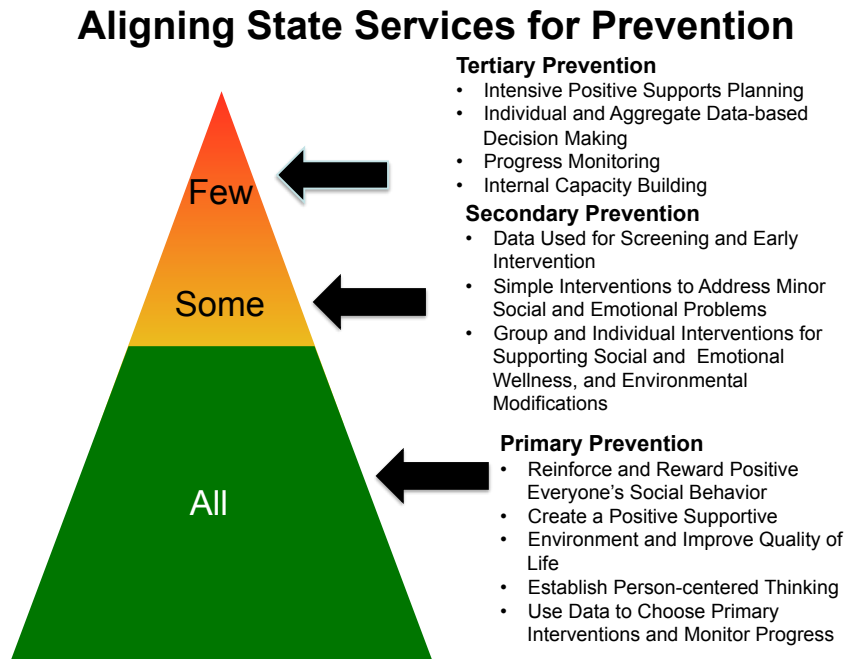 Aligning State Services for Prevention
Tertiary Prevention
• Intensive Positive Supports Planning
• Individual and Aggregate Data-based
Decision Making
• Progress Monitoring
• Internal Capacity Building
Few
Secondary Prevention
• Data Used for Screening and Early
Intervention
• Simple Interventions to Address Minor
Social and Emotional Problems
• Group and Individual Interventions for
Supporting Social and Emotional
Wellness, and Environmental
Modifications
Some
Primary Prevention
• Reinforce and Reward Positive
Everyone's Social Behavior
• Create a Positive Supportive
• Environment and Improve Quality of
Life
• Establish Person-centered Thinking
• Use Data to Choose Primary
Interventions and Monitor Progress
All